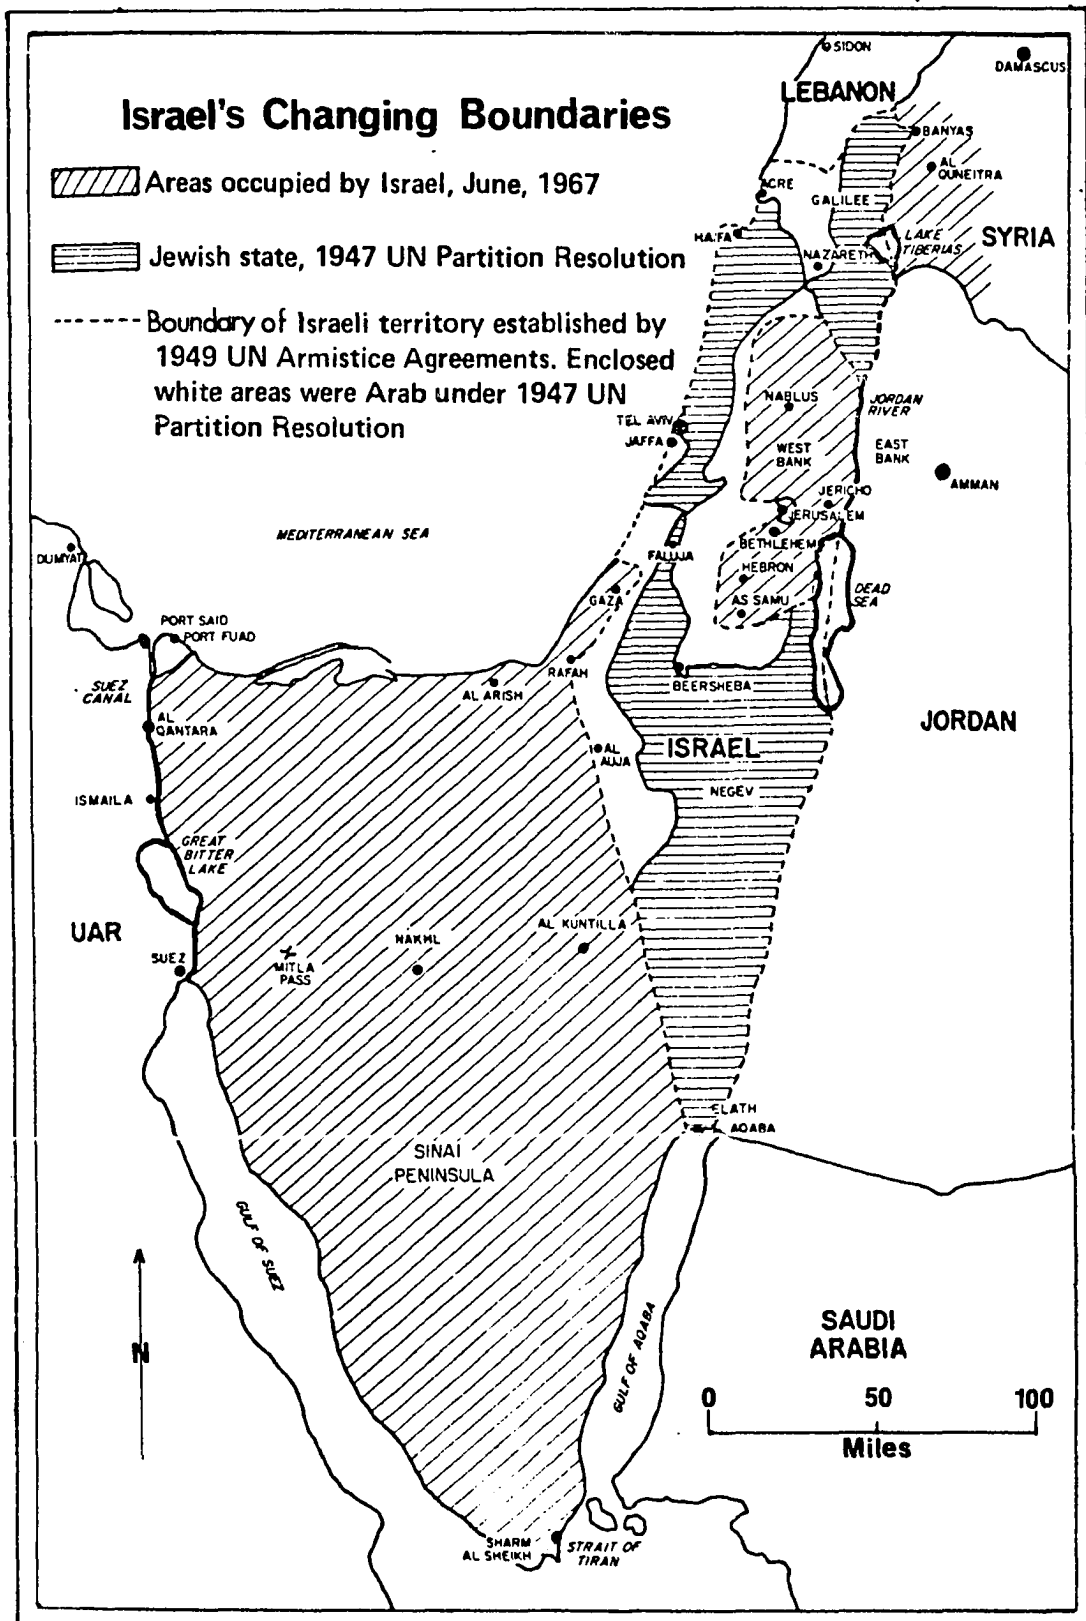 Israel's Changing Boundaries
Areas occupied by Israel, June, 1967
Jewish state, 1947 UN Partition Resolution
Boundary of Israeli territory established by
1949 UN Armistice Agreements. Enclosed
white areas were Arab under 1947 UN
Partition Resolution
SIDON
DAMASCUS
LEBANON
BANYAS
AL
QUNEITRA
ACRE
GALILEE
HAIFA
LAKE
TIBERIAS
SYRIA
NAZARETH
NABLUS
JORDAN
RIVER
TEL AVIV
JAFFA
WEST
BANK
EAST
BANK
AMMAN
JERICHO
JERUSALEM
MEDITERRANEAN SEA
BETHLEHEM
DUMYAT
FALUJA
HEBRON
GAZA
AS SAMU
DEAD
SEA
PORT SAID
PORT FUAD
RAFAH
SUEZ
CANAL
AL ARISH
BEERSHEBA
AL
QANTARA
JORDAN
ISRAEL
AL
AUJA
NEGEV
ISMAILA
GREAT
BITTER
LAKE
UAR
AL KUNTILLA
NAKHL
SUEZ
MITLA
PASS
ELATH
AQABA
SINAI
PENINSULA
GULF OF SUEZ
N
GULF OF AQABA
SAUDI
ARABIA
0 50 100
Miles
SHARM
AL SHEIKH
STRAIT OF
TIRAN